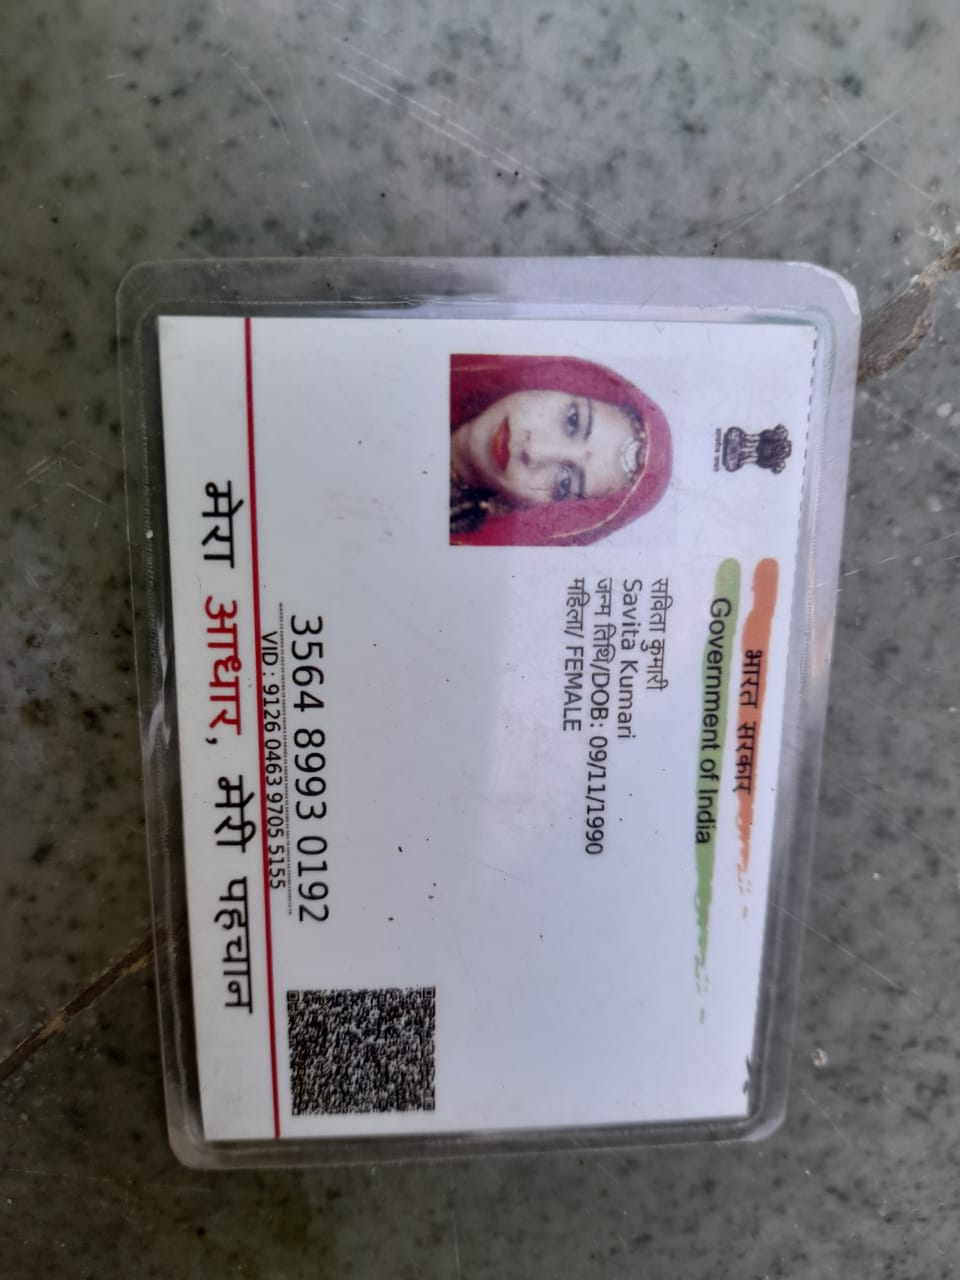 भारत सरकार
Government of India
सविता कुमारी
Savita Kumari
जन्म तिथि/DOB: 09/11/1990
महिला/ FEMALE
3564 8993 0192
VID : 9126 0463 9705 5155
मेरा आधार, मेरी पहचान